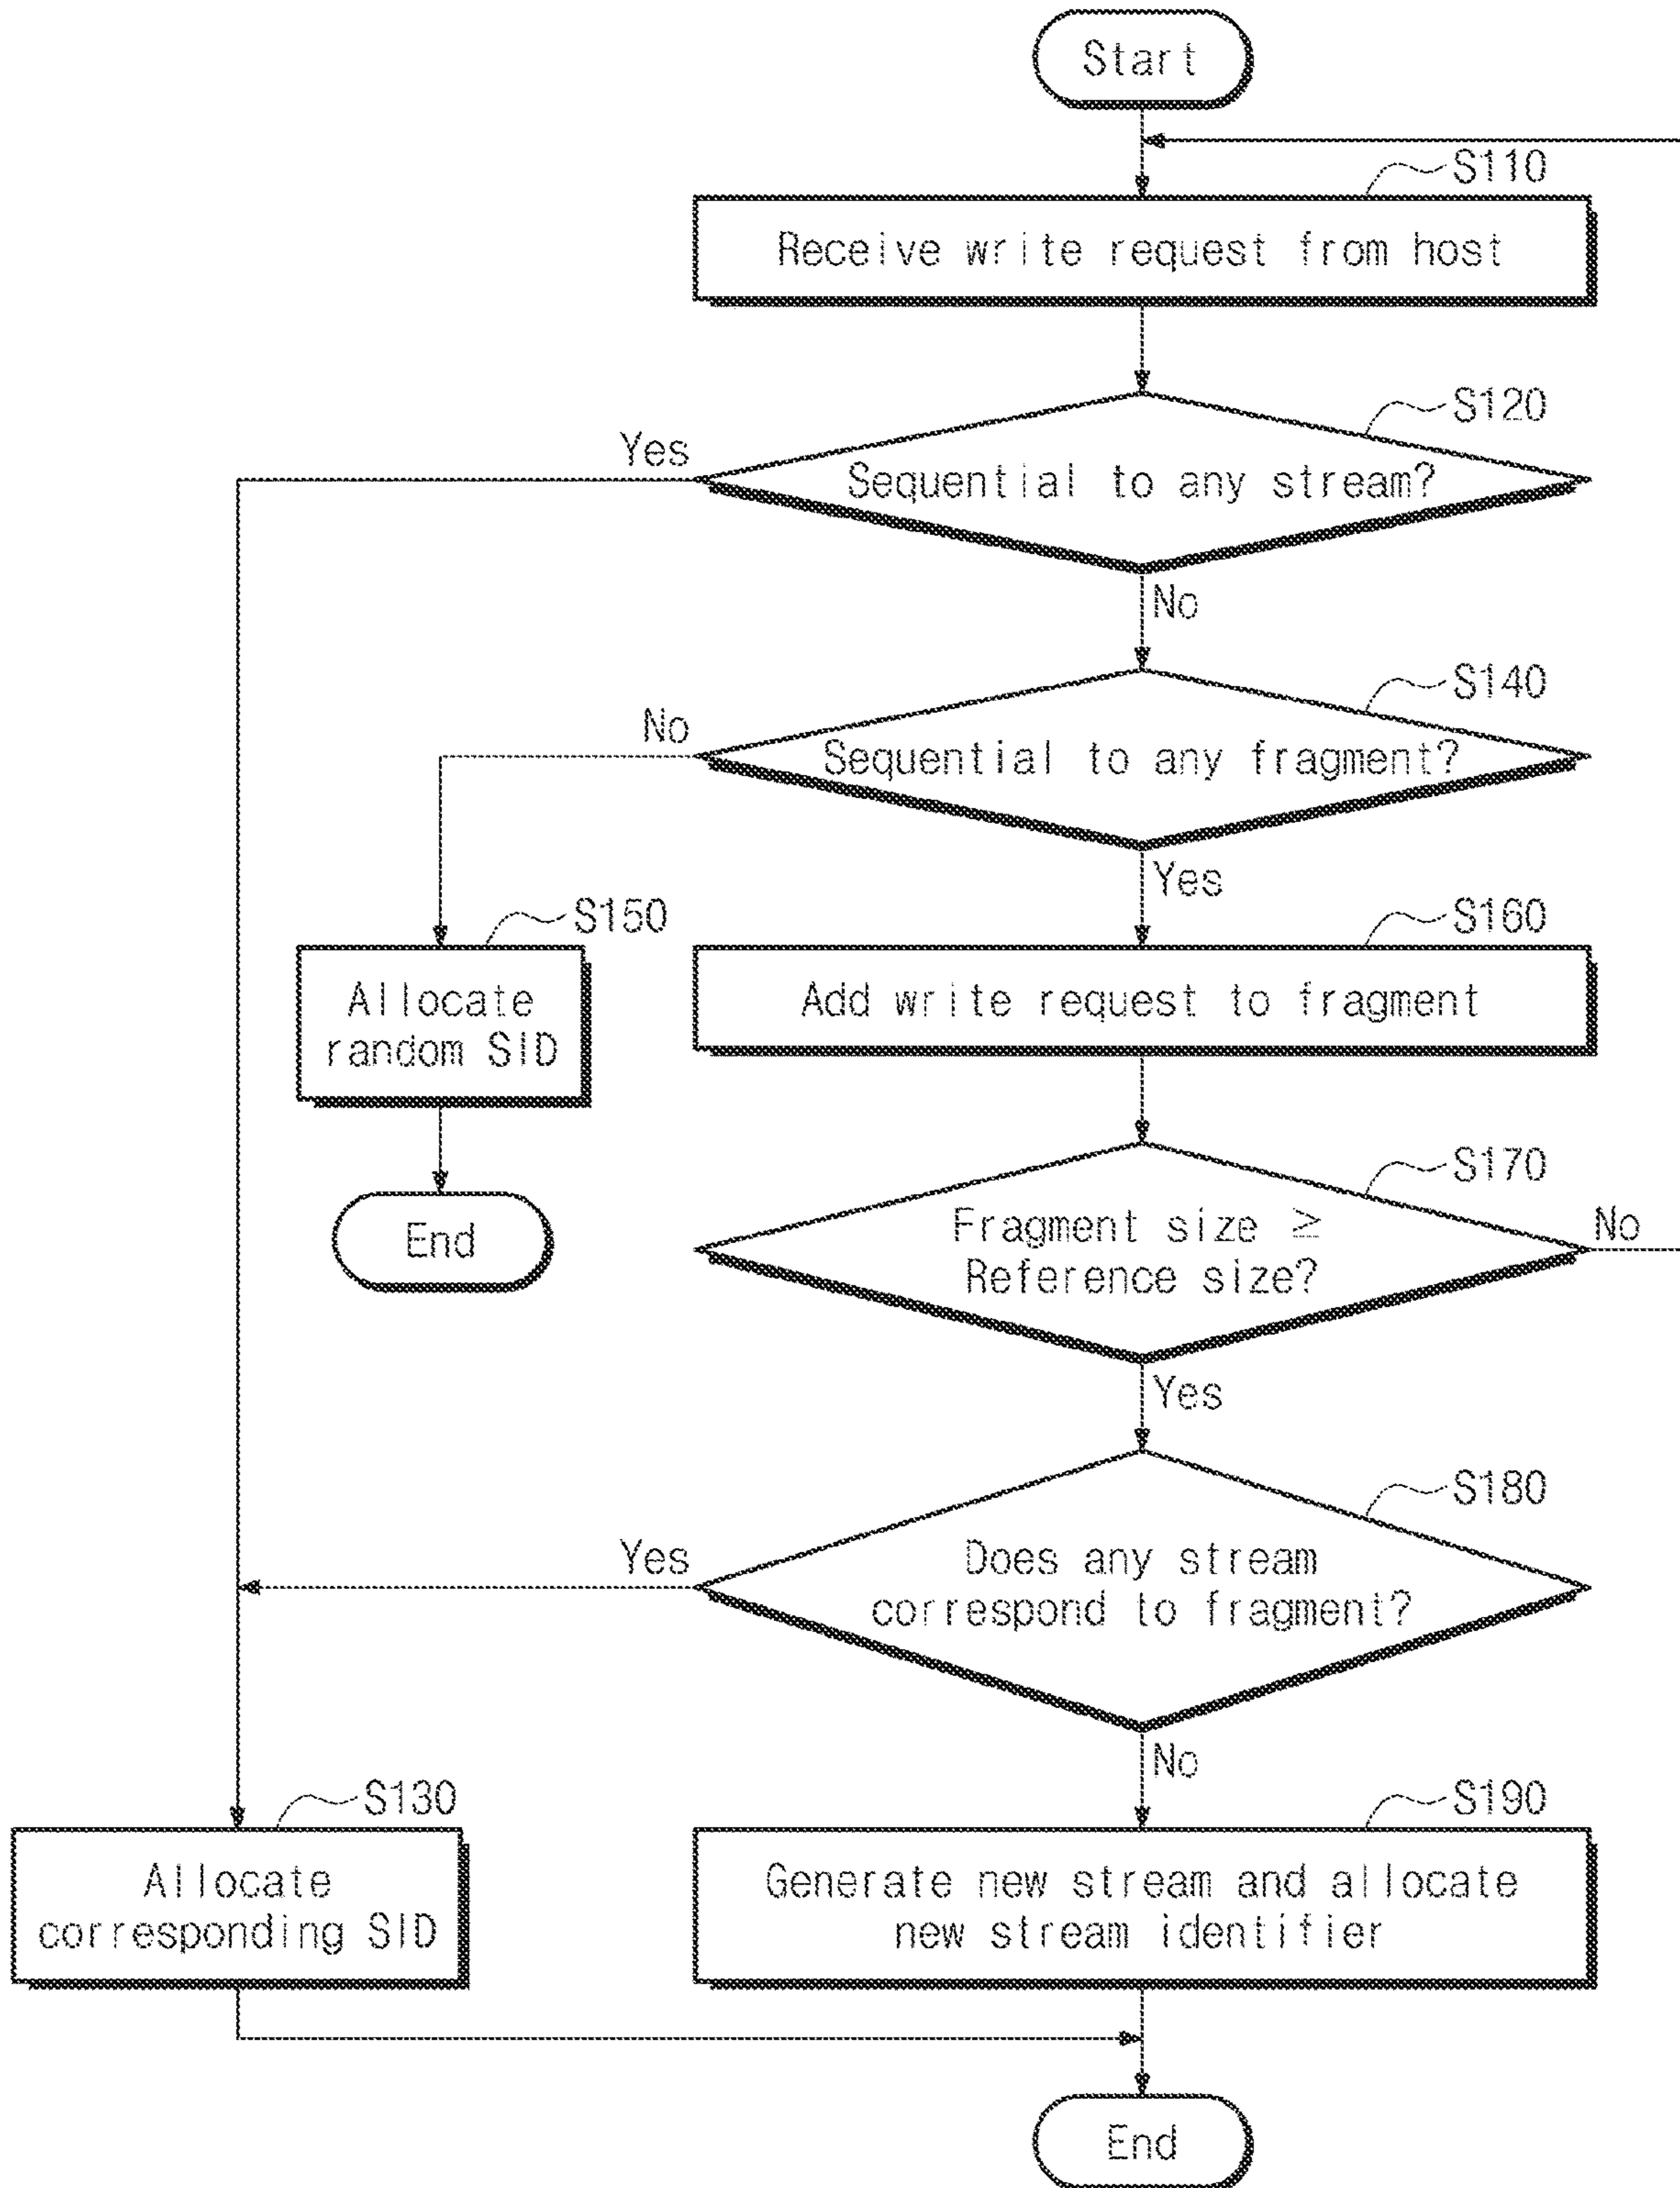 Start
S110
Receive write request from host
S120
Yes
Sequential to any stream?
No
S140
No
Sequential to any fragment?
Yes
S150
S160
Allocate
random SID
Add write request to fragment
S170
End
Fragment size ≥
Reference size?
No
Yes
S180
Yes
Does any stream
correspond to fragment?
No
S130
S190
Allocate
corresponding SID
Generate new stream and allocate
new stream identifier
End